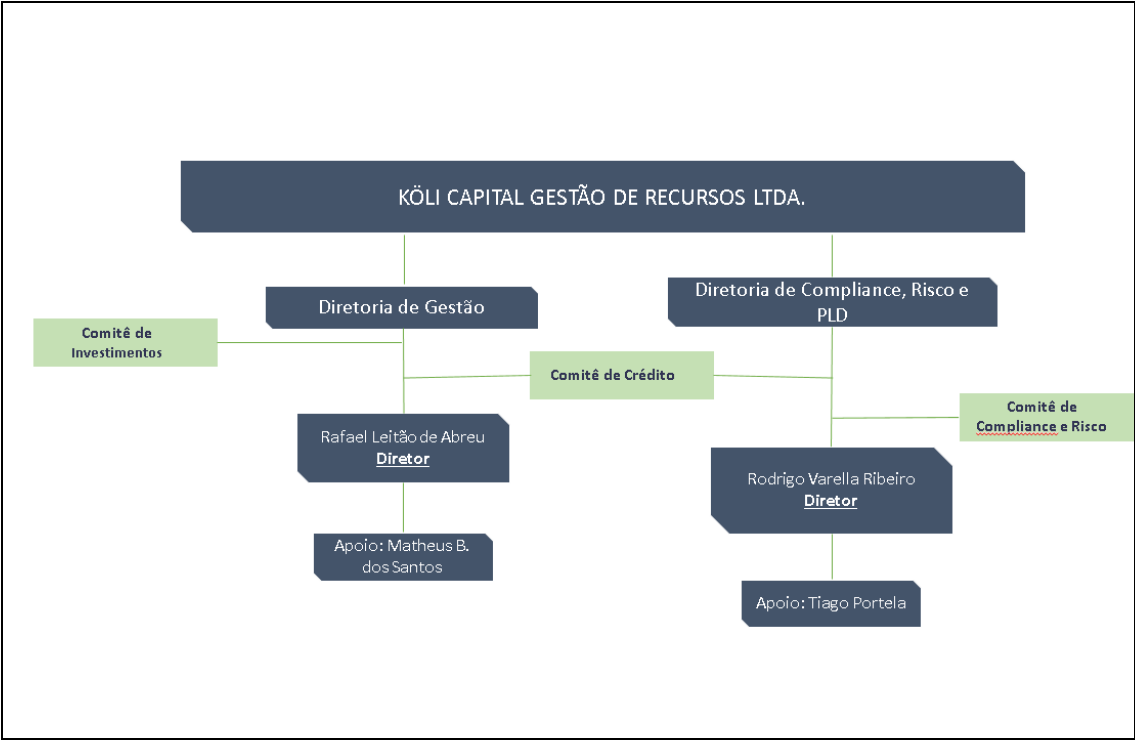 KÖLI CAPITAL GESTÃO DE RECURSOS LTDA.
Diretoria de Gestão
Diretoria de Compliance, Risco e
PLD
Comitê de
Investimentos
Comitê de Crédito
Comitê de
Compliance e Risco
Rafael Leitão de Abreu
Diretor
Rodrigo Varella Ribeiro
Diretor
Apoio: Matheus B.
dos Santos
Apoio: Tiago Portela